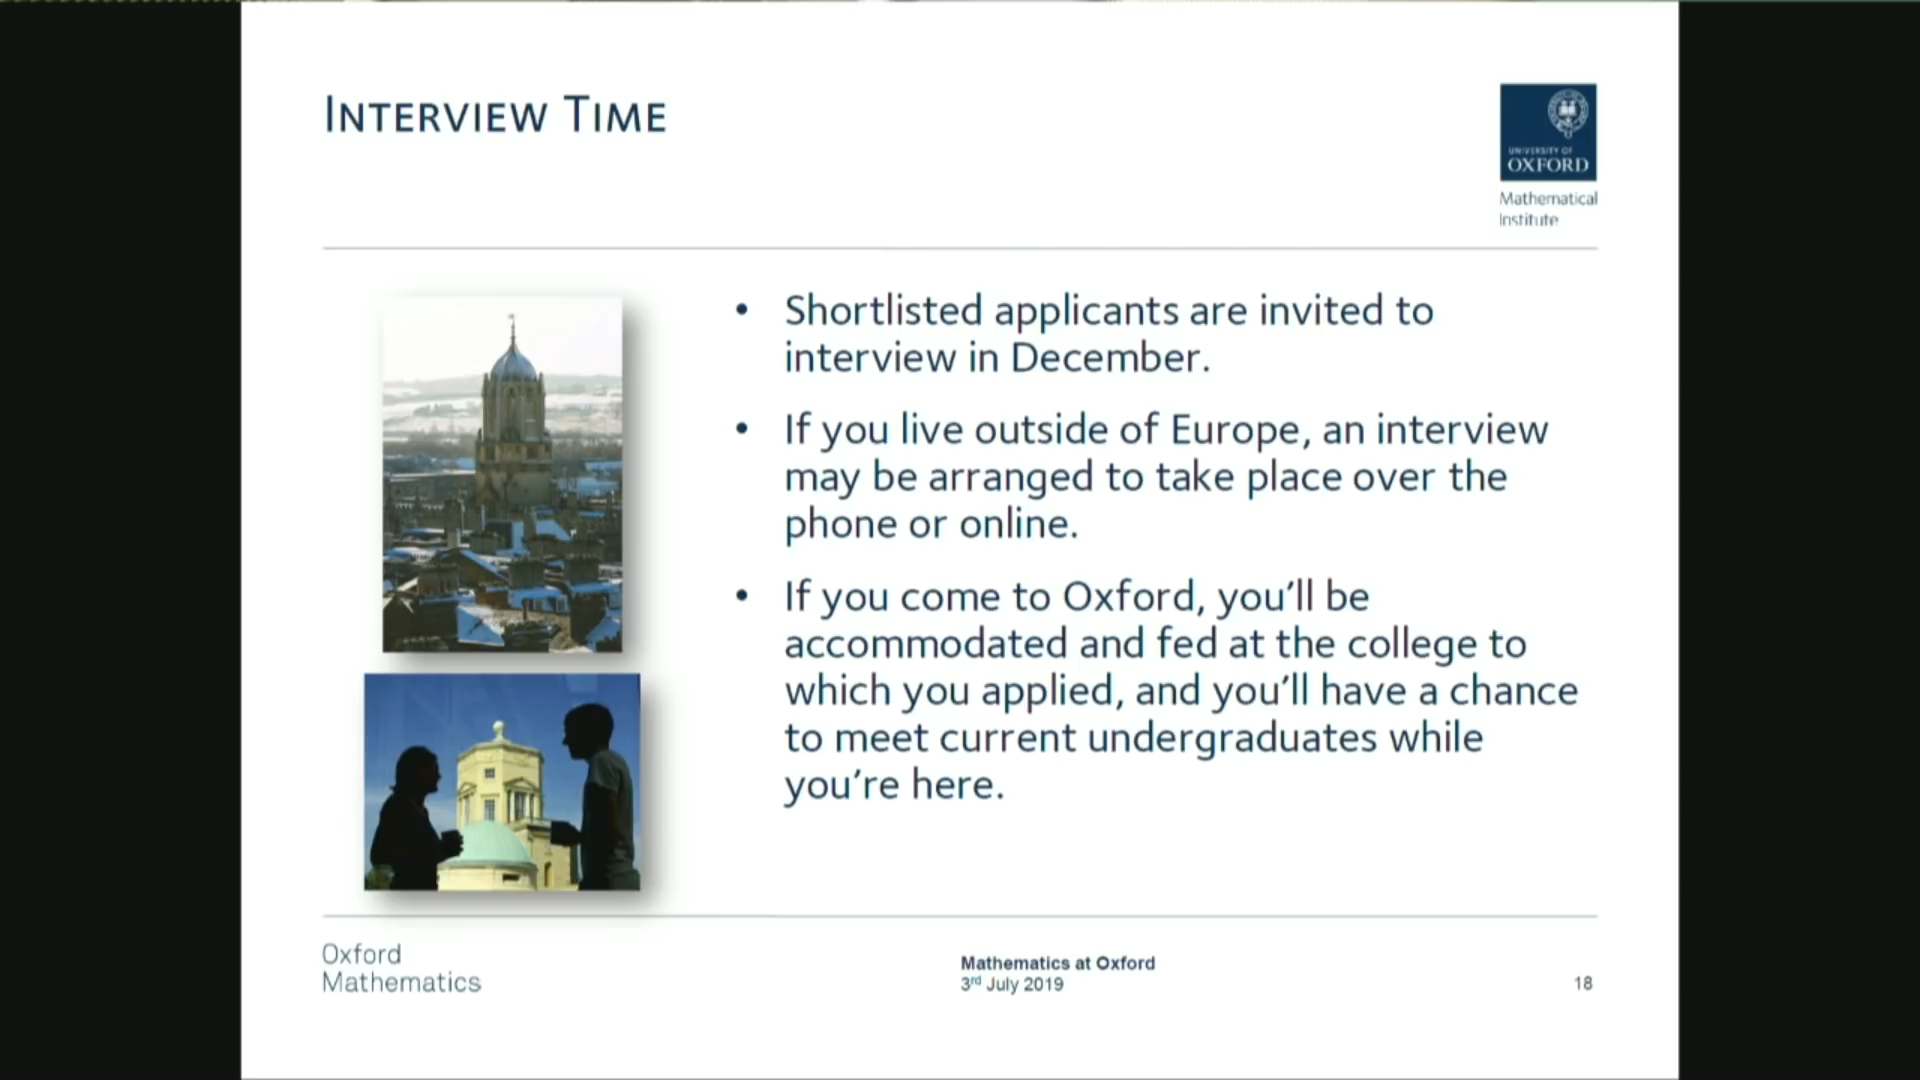 INTERVIEW TIME
UNIVERSITY OF
OXFORD
Mathematical
Institute
• Shortlisted applicants are invited to
interview in December.
• If you live outside of Europe, an interview
may be arranged to take place over the
phone or online.
• If you come to Oxford, you’ll be
accommodated and fed at the college to
which you applied, and you’ll have a chance
to meet current undergraduates while
you’re here.
Oxford
Mathematics
Mathematics at Oxford
3rd July 2019
18